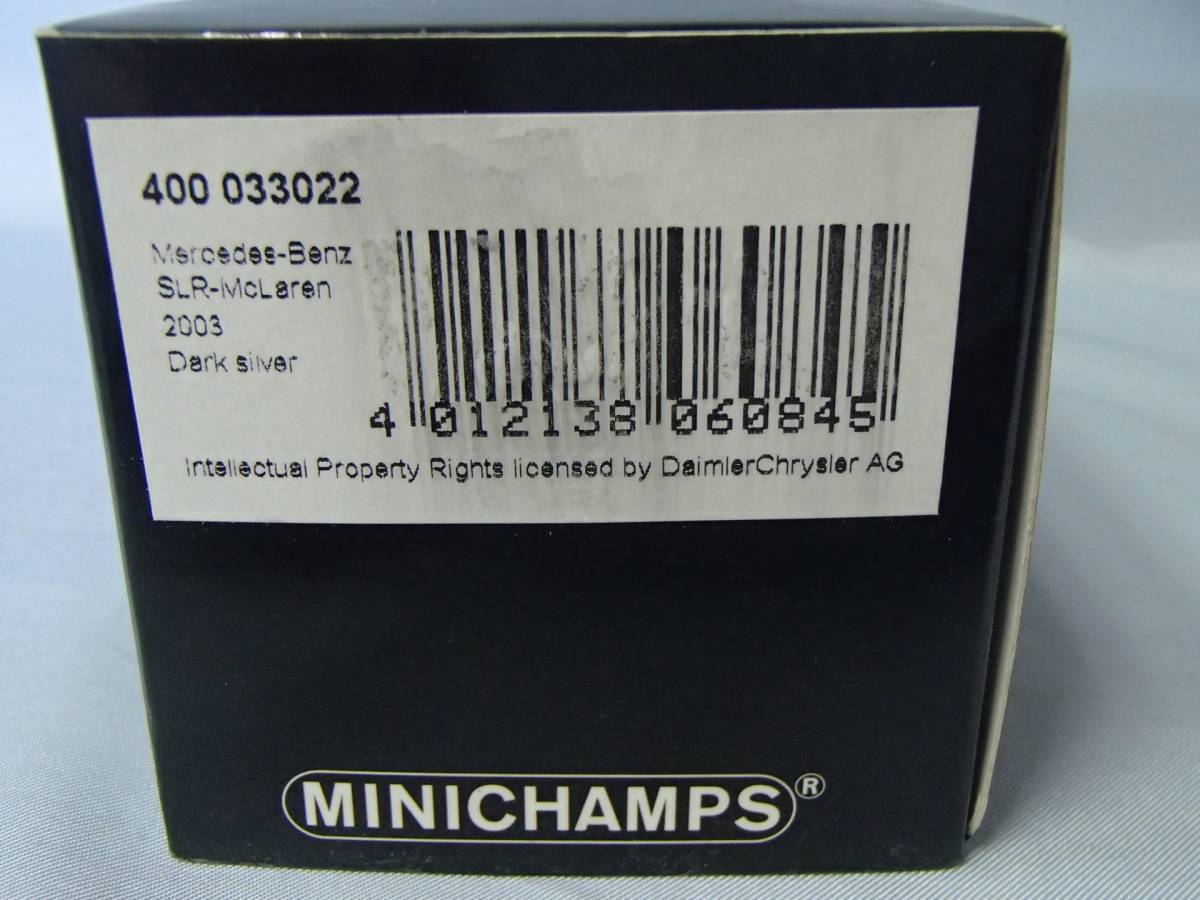 400 033022
Mercedes-Benz
SLR-McLaren
2003
Dark silver
4 012138 060845
Intellectual Property Rights licensed by DaimlerChrysler AG
MINICHAMPS®